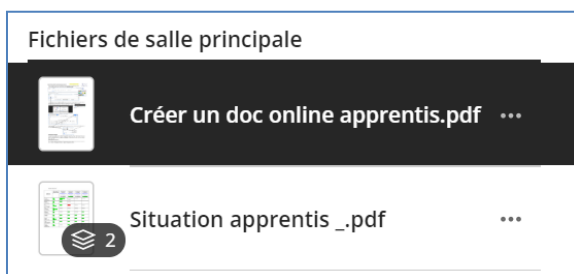 Fichiers de salle principale
Créer un doc online apprentis.pdf
Situation apprentis _.pdf
2